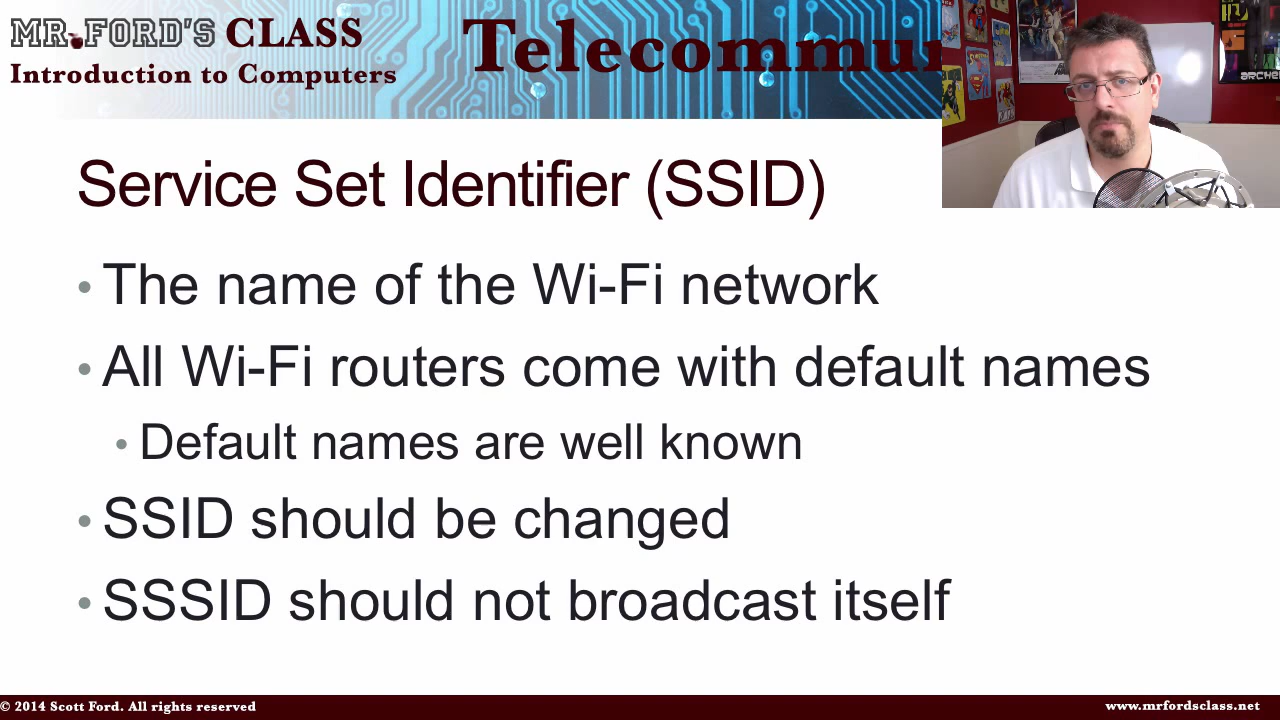 MR. FORD'S CLASS
Introduction to Computers
Service Set Identifier (SSID)
• The name of the Wi-Fi network
• All Wi-Fi routers come with default names
• Default names are well known
• SSID should be changed
• SSSID should not broadcast itself
© 2014 Scott Ford. All rights reserved
www.mrfordsclass.net